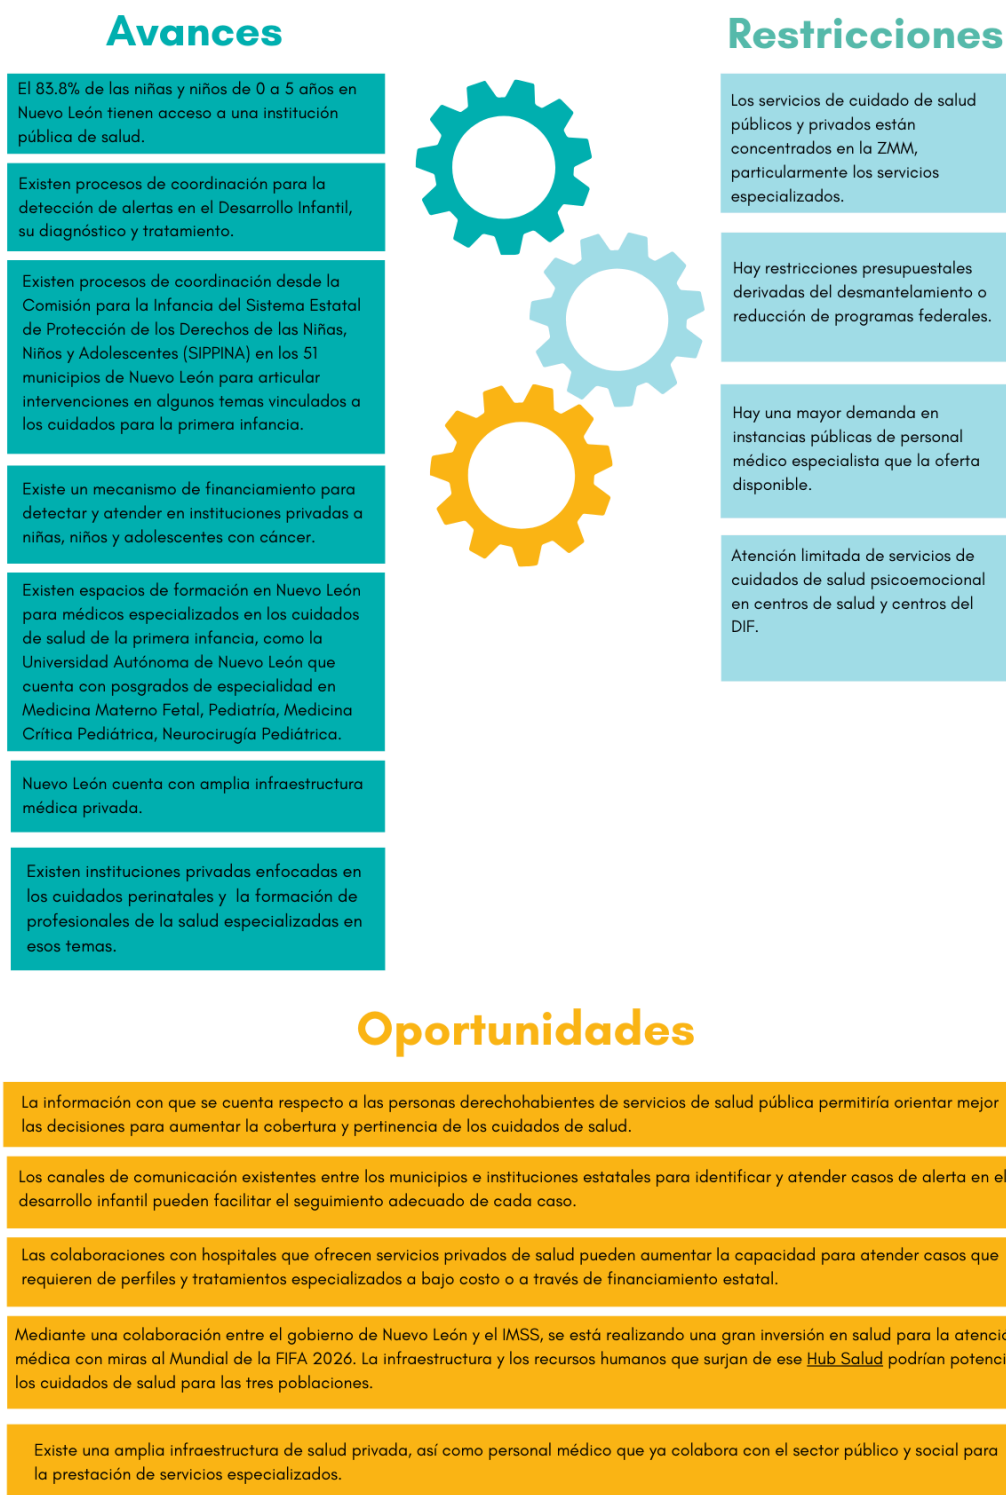 Avances
El 83.8% de las niñas y niños de 0 a 5 años en
Nuevo León tienen acceso a una institución
pública de salud.
Existen procesos de coordinación para la
detección de alertas en el Desarrollo Infantil,
su diagnóstico y tratamiento.
Existen procesos de coordinación desde la
Comisión para la Infancia del Sistema Estatal
de Protección de los Derechos de las Niñas,
Niños y Adolescentes (SIPPINA) en los 51
municipios de Nuevo León para articular
intervenciones en algunos temas vinculados a
los cuidados para la primera infancia.
Existe un mecanismo de financiamiento para
detectar y atender en instituciones privadas a
niñas, niños y adolescentes con cáncer.
Existen espacios de formación en Nuevo León
para médicos especializados en los cuidados
de salud de la primera infancia, como la
Universidad Autónoma de Nuevo León que
cuenta con posgrados de especialidad en
Medicina Materno Fetal, Pediatría, Medicina
Crítica Pediátrica, Neurocirugía Pediátrica.
Nuevo León cuenta con amplia infraestructura
médica privada.
Existen instituciones privadas enfocadas en
los cuidados perinatales y la formación de
profesionales de la salud especializadas en
esos temas.
Restricciones
Los servicios de cuidado de salud
públicos y privados están
concentrados en la ZMM,
particularmente los servicios
especializados.
Hay restricciones presupuestales
derivadas del desmantelamiento o
reducción de programas federales.
Hay una mayor demanda en
instancias públicas de personal
médico especialista que la oferta
disponible.
Atención limitada de servicios de
cuidados de salud psicoemocional
en centros de salud y centros del
DIF.
Oportunidades
La información con que se cuenta respecto a las personas derechohabientes de servicios de salud pública permitiría orientar mejor
las decisiones para aumentar la cobertura y pertinencia de los cuidados de salud.
Los canales de comunicación existentes entre los municipios e instituciones estatales para identificar y atender casos de alerta en el
desarrollo infantil pueden facilitar el seguimiento adecuado de cada caso.
Las colaboraciones con hospitales que ofrecen servicios privados de salud pueden aumentar la capacidad para atender casos que
requieren de perfiles y tratamientos especializados a bajo costo o a través de financiamiento estatal.
Mediante una colaboración entre el gobierno de Nuevo León y el IMSS, se está realizando una gran inversión en salud para la atenció
médica con miras al Mundial de la FIFA 2026. La infraestructura y los recursos humanos que surjan de ese Hub Salud podrían potenci
los cuidados de salud para las tres poblaciones.
Existe una amplia infraestructura de salud privada, así como personal médico que ya colabora con el sector público y social para
la prestación de servicios especializados.